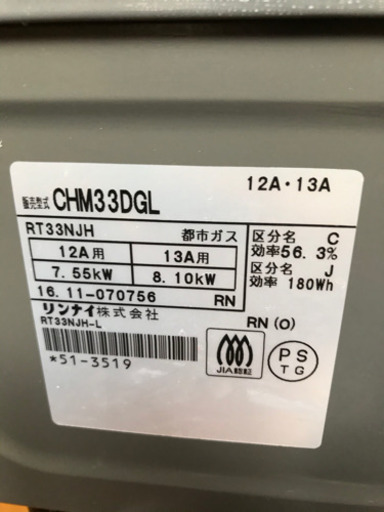 12A・13A
販売型式 CHM33DGL
RT33NJH 都市ガス
12A用 13A用
7.55kW 8.10kW
区分名 C
効率56.3%
区分名 J
効率 180Wh
16.11-070756 RN
リンナイ株式会社
RT33NJH-L
RN (O)
*51-3519
JIA認証
PS
TG